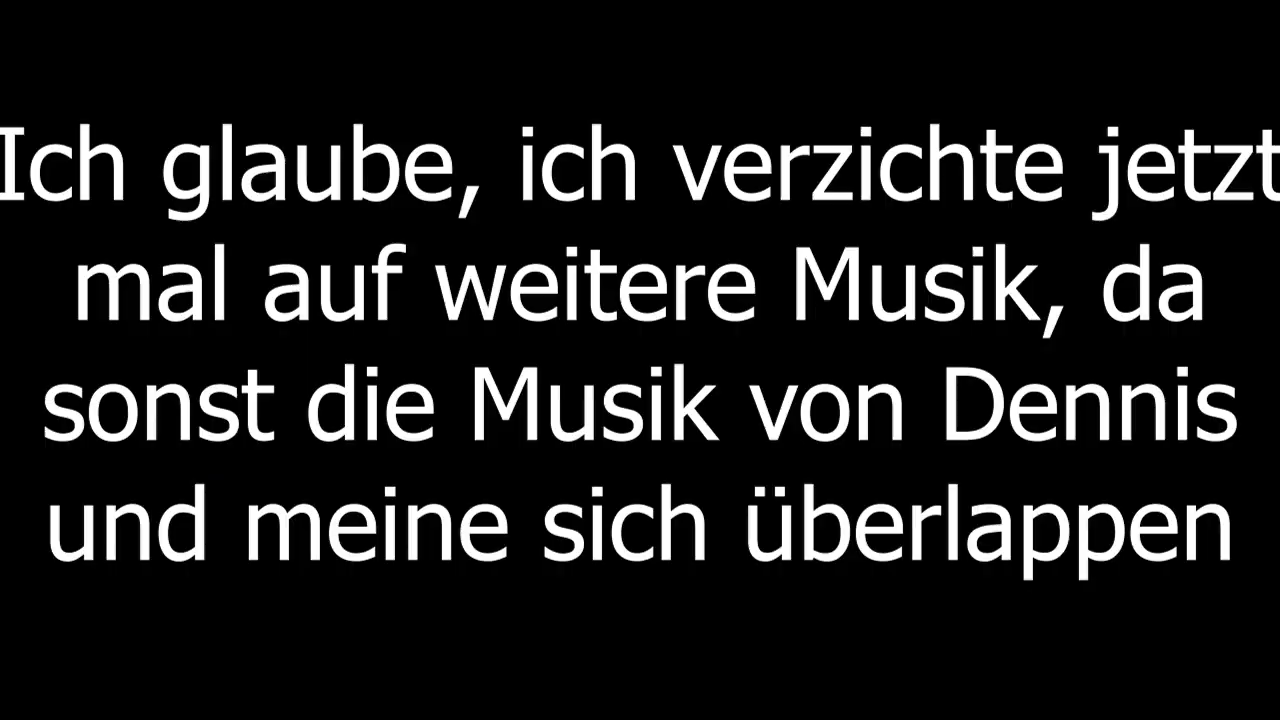 Ich glaube, ich verzichte jetzt
mal auf weitere Musik, da
sonst die Musik von Dennis
und meine sich überlappen